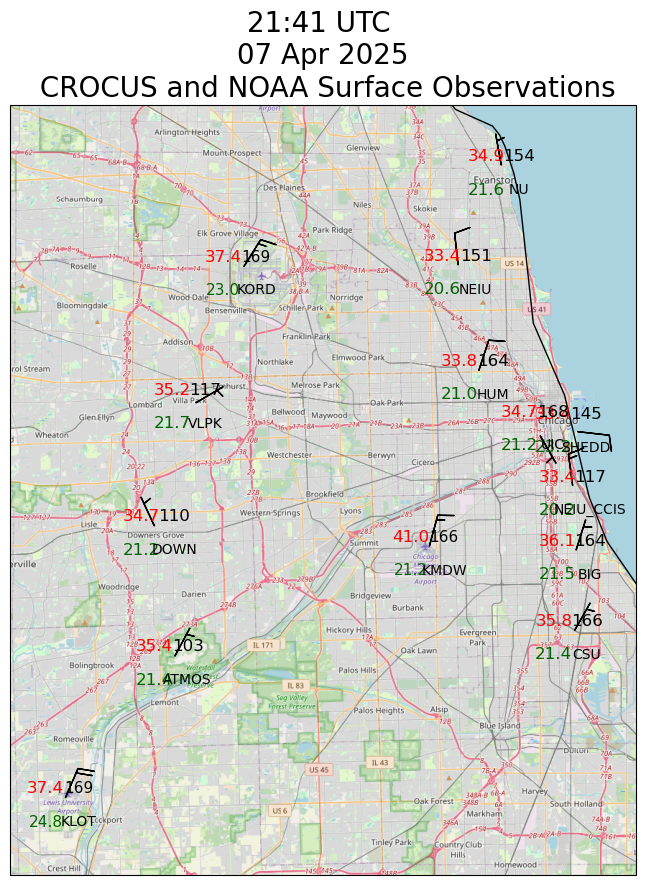 21:41 UTC
07 Apr 2025
CROCUS and NOAA Surface Observations
Airport
Arlington Heights
Glenview
Mount Prospect
34.9 154
Evanston
21.6 NU
Des Plaines
Schaumburg
Niles
Skokie
Elk Grove Village
Park Ridge
37.4 169
33.4 151
US 14
Roselle
Wood Dale
23.0 KORD
20.6 NEIU
Norridge
Bensenville
Schiller Park
Bloomingdale
US 41
Addison
Franklin Park
Carol Stream
Northlake
Elmwood Park
33.8 164
35.2 117
Villa Park
Melrose Park
21.0 HUM
Lombard
Oak Park
Glen Ellyn
Bellwood
Maywood
34.7 168
145
21.7 VLPK
Chicago
Wheaton
21.2 UIC
SHEDD
Westchester
Berwyn
Cicero
33.4 117
Brookfield
Western Springs
Lyons
NEIU_CCIS
34.7 110
Lisle
Downers Grove
Summit
41.0 166
36.1 164
21.2 DOWN
21.2 KMDW
Chicago
Airport
21.5 BIG
Woodridge
Darien
Bridgeview
Burbank
35.8 166
Hickory Hills
Evergreen
Park
35.4 103
IL 171
Oak Lawn
21.4 CSU
Bolingbrook
Palos Hills
21.4 ATMOS
Waterfall
IL 83
Sag Valley
Forest Preserve
Lemont
Palos Heights
Alsip
Blue Island
Romeoville
Dolton
IL 43
US 45
37.4 169
Lewis University
Airport
Harvey
Oak Forest
South Holland
US 6
Markham
24.8 KLOT
Lockport
Tinley Park
Country Club
Hills
Crest Hill
Homewood